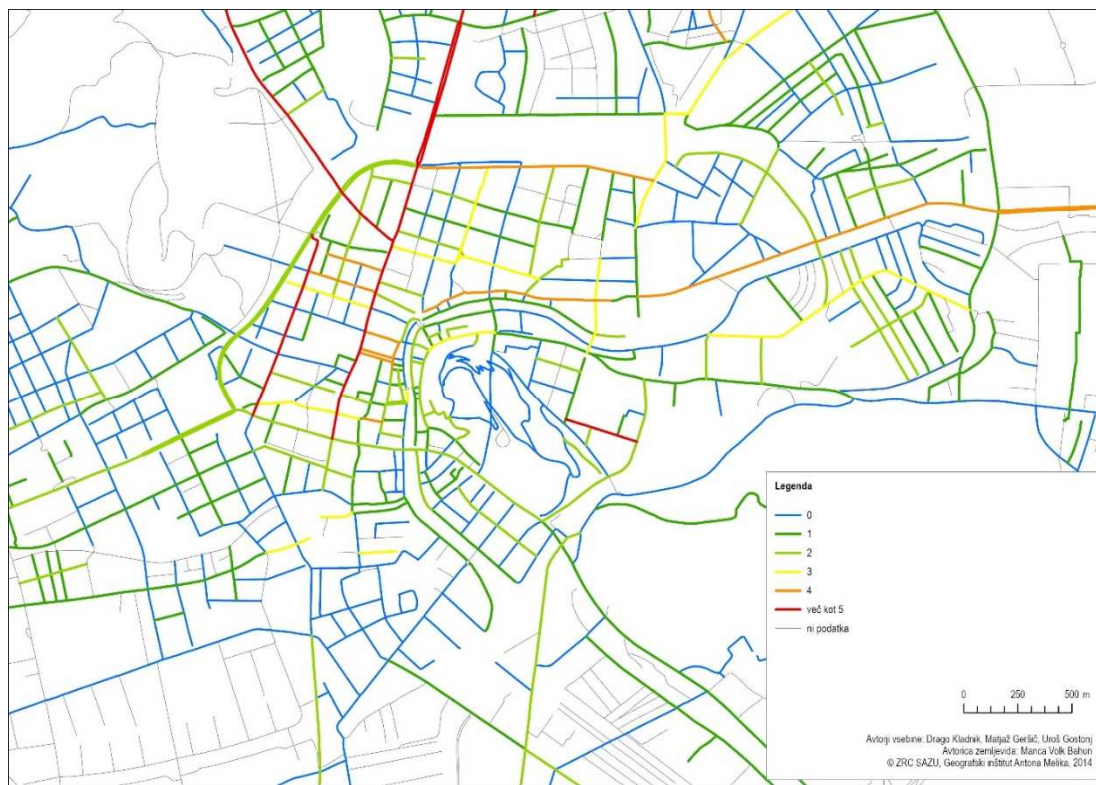 Legenda
0
1
2
3
4
več kot 5
ni podatka
0 250 500 m
Avtorji vsebine: Drago Kladnik, Matjaž Geršič, Uroš Gostonj
Avtorica zemljevida: Manca Volk Bahun
© ZRC SAZU, Geografski inštitut Antona Melika, 2014